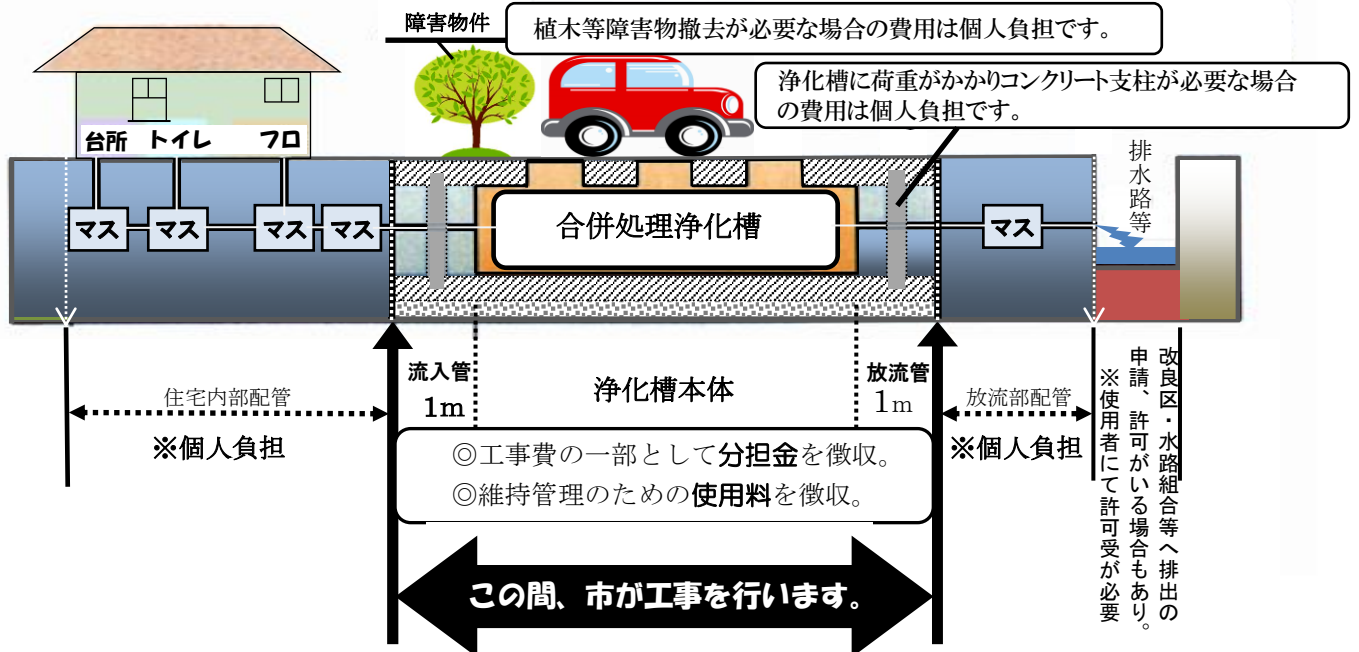 障害物件
植木等障害物撤去が必要な場合の費用は個人負担です。
浄化槽に荷重がかかりコンクリート支柱が必要な場合
の費用は個人負担です。
台所 トイレ フロ
排水路等
マス マス マス マス
合併処理浄化槽
マス
流入管
1m
浄化槽本体
放流管
1m
住宅内部配管
※個人負担
放流部配管
※個人負担
◎工事費の一部として分担金を徴収。
◎維持管理のための使用料を徴収。
改良区・水路組合等へ排出の
申請、許可がいる場合もあり。
※使用者にて許可受が必要
この間、市が工事を行います。